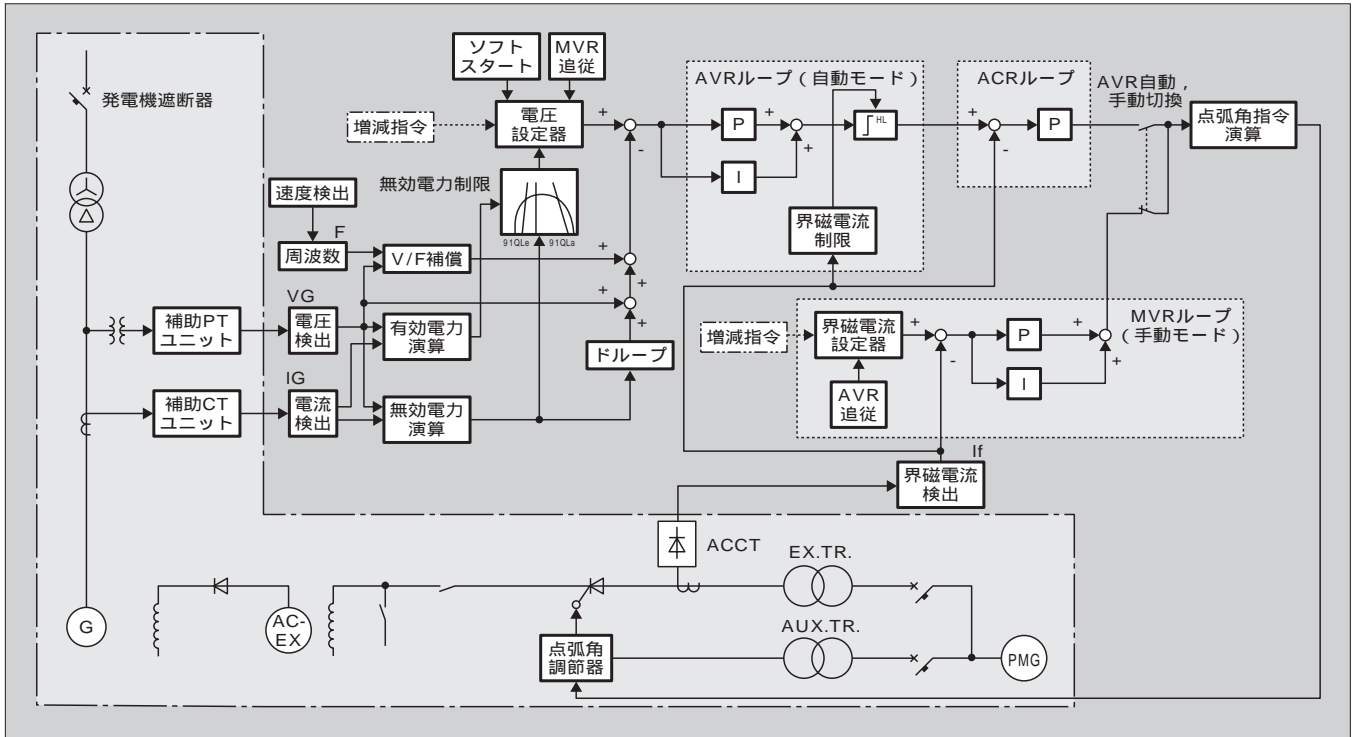 発電機遮断器
ソフト
スタート
MVR
追従
増減指令
電圧
設定器
+
-
AVRループ（自動モード）
P
I
+
+
HL
界磁電流
制限
ACRループ
+
-
P
AVR自動，
手動切換
点弧角指令
演算
無効電力制限
91QLe
91QLa
速度検出
周波数
F
V/F補償
+
+
+
+
補助PT
ユニット
VG
電圧
検出
有効電力
演算
ドループ
補助CT
ユニット
IG
電流
検出
無効電力
演算
MVRループ
（手動モード）
増減指令
界磁電流
設定器
+
-
P
I
+
+
AVR
追従
If
界磁電流
検出
ACCT
EX.TR.
AUX.TR.
G
AC-
EX
点弧角
調節器
PMG